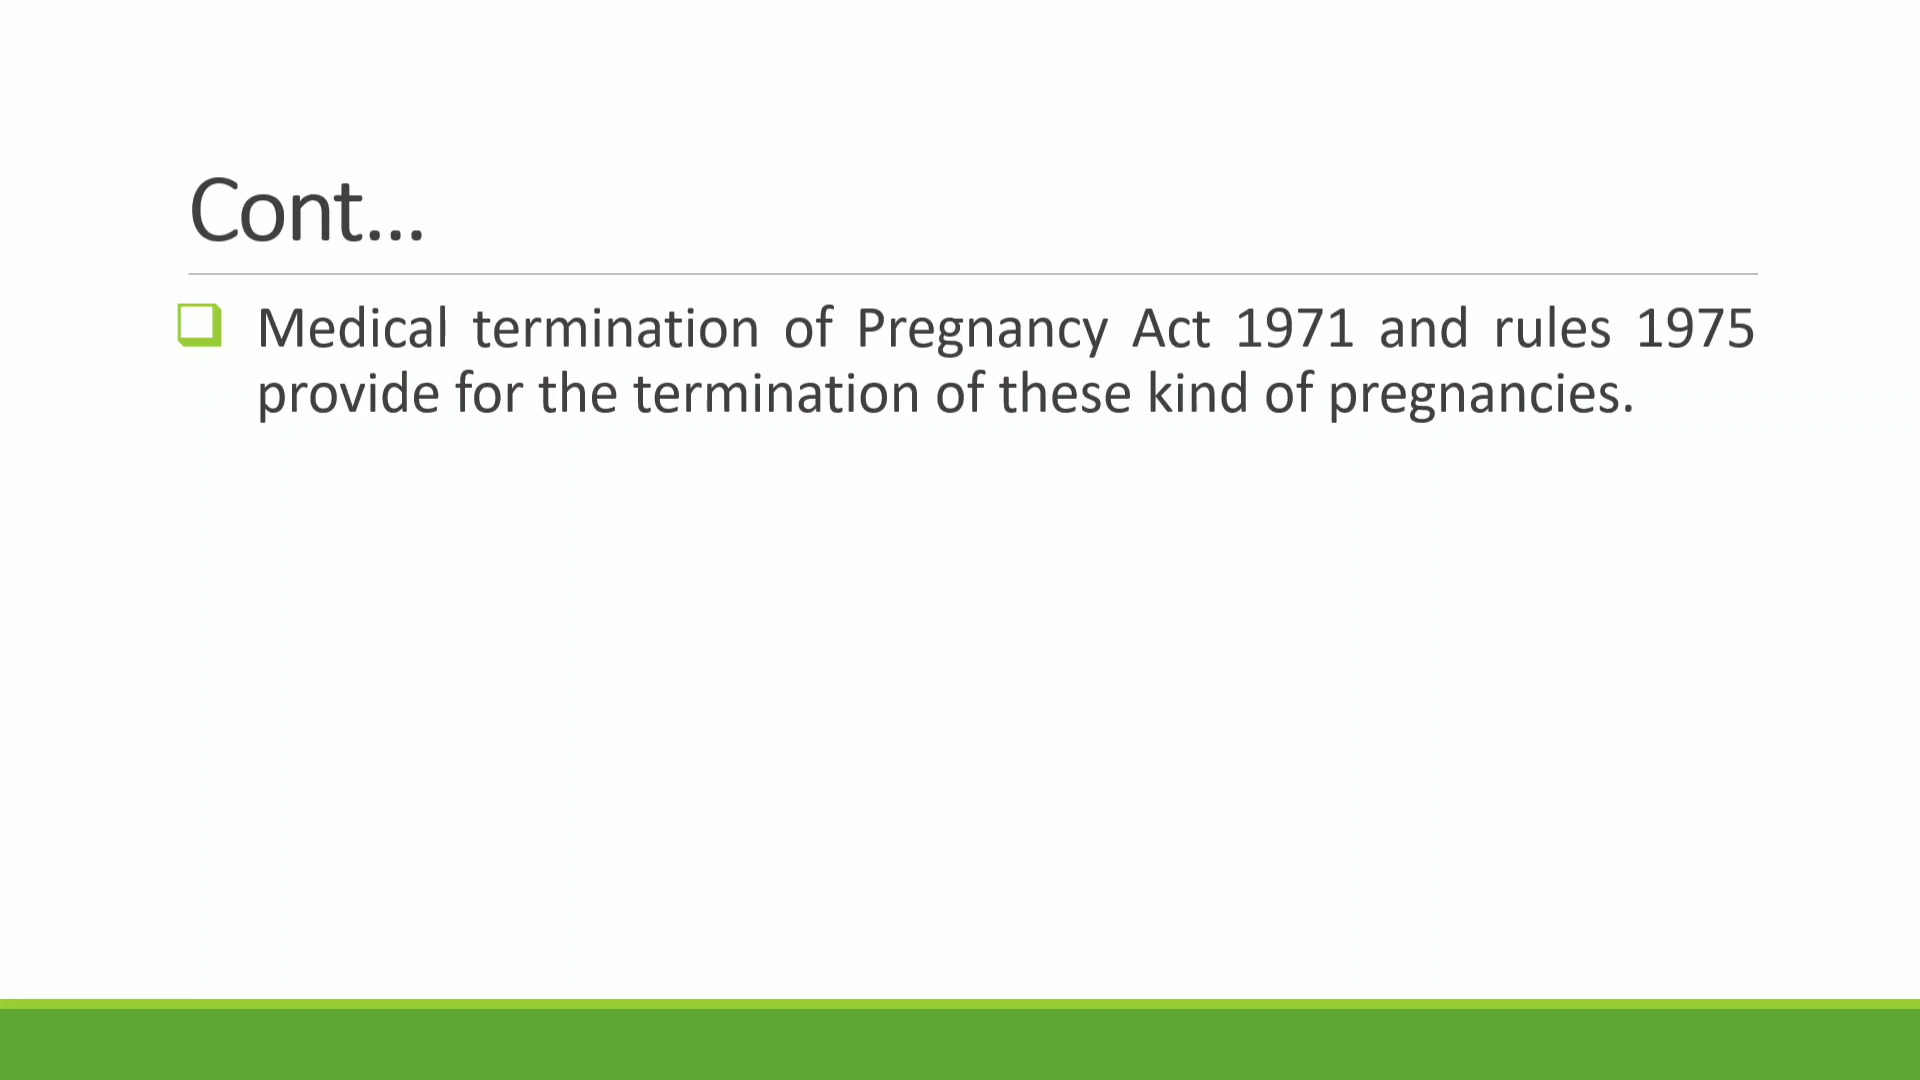 Cont...
Medical termination of Pregnancy Act 1971 and rules 1975
provide for the termination of these kind of pregnancies.